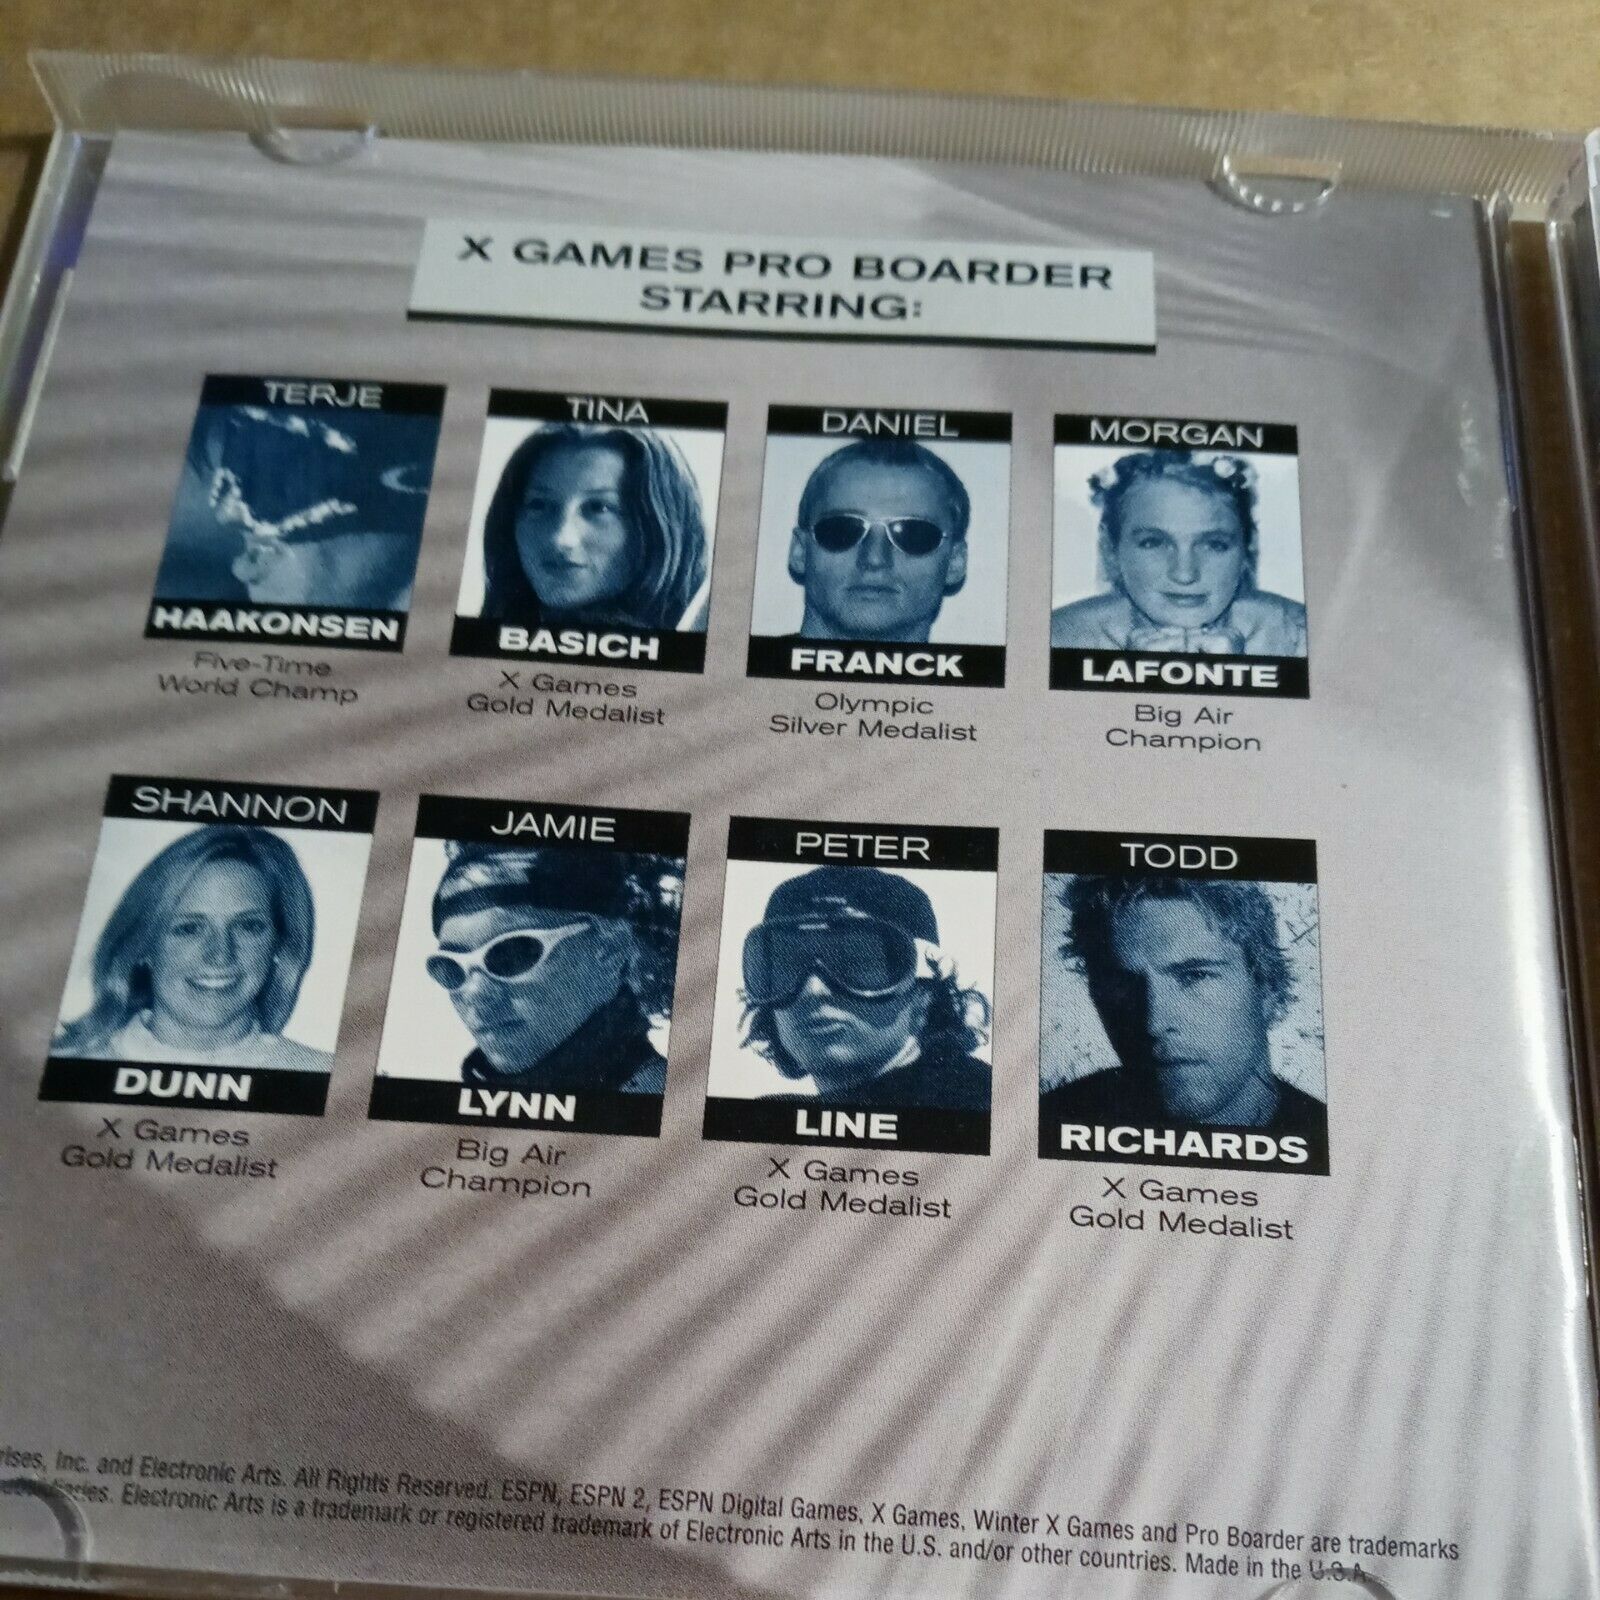 X GAMES PRO BOARDER
STARRING:
TERJE
HAAKONSEN
Five-Time
World Champ
TINA
BASICH
X Games
Gold Medalist
DANIEL
FRANCK
Olympic
Silver Medalist
MORGAN
LAFONTE
Big Air
Champion
SHANNON
DUNN
X Games
Gold Medalist
JAMIE
LYNN
Big Air
Champion
PETER
LINE
X Games
Gold Medalist
TODD
RICHARDS
X Games
Gold Medalist
Inc. and Electronic Arts. All Rights Reserved. ESPN, ESPN 2, ESPN Digital Games, X Games, Winter X Games and Pro Boarder are trademarks
Electronic Arts is a trademark or registered trademark of Electronic Arts in the U.S. and/or other countries. Made in the U.S.A.